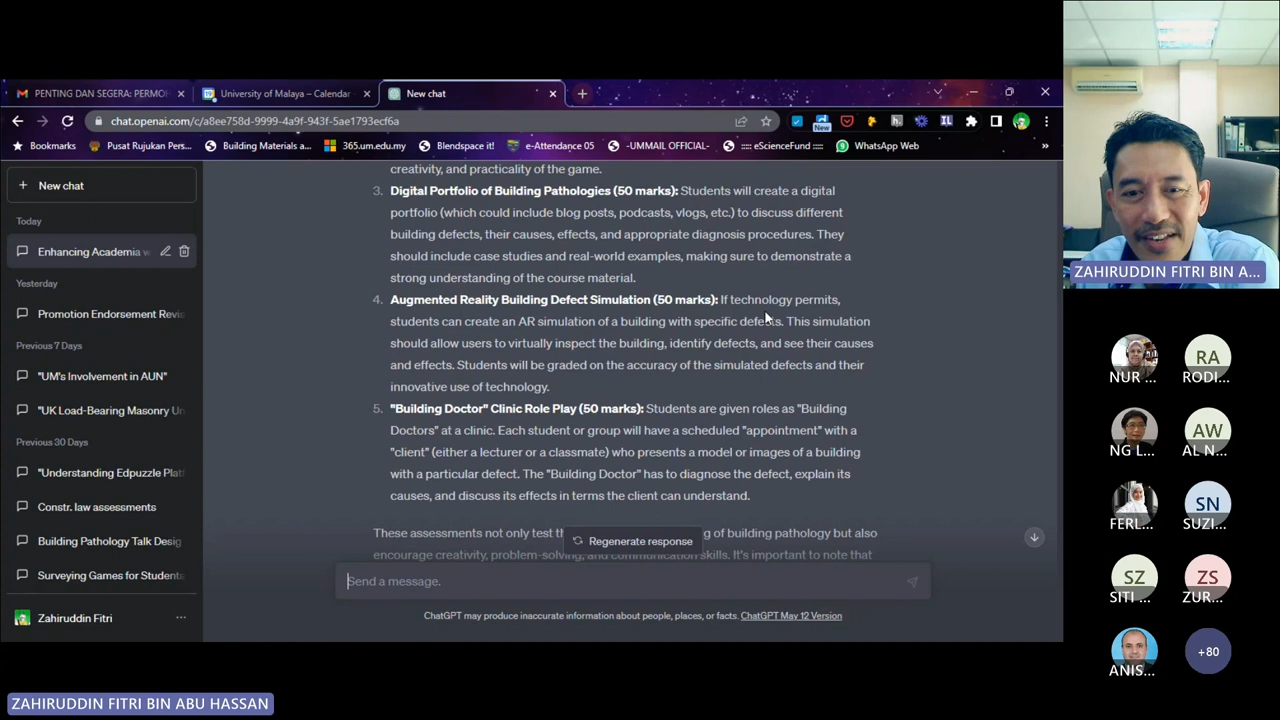 PENTING DAN SEGERA: PERMOH
University of Malaya – Calendar
New chat
chat.openai.com/c/a8ee758d-9999-4a9f-943f-5ae1793ecf6a
New
Bookmarks
Pusat Rujukan Pers...
Building Materials a...
365.um.edu.my
Blendspace it!
e-Attendance 05
-UMMAIL OFFICIAL-
:::: eScienceFund ::::
WhatsApp Web
»
+ New chat
Today
Enhancing Academia w
Yesterday
Promotion Endorsement Revi
Previous 7 Days
"UM's Involvement in AUN"
"UK Load-Bearing Masonry Un
Previous 30 Days
"Understanding Edpuzzle Platf
Constr. law assessments
Building Pathology Talk Desig
Surveying Games for Students
Zahiruddin Fitri
creativity, and practicality of the game.
3. Digital Portfolio of Building Pathologies (50 marks): Students will create a digital
portfolio (which could include blog posts, podcasts, vlogs, etc.) to discuss different
building defects, their causes, effects, and appropriate diagnosis procedures. They
should include case studies and real-world examples, making sure to demonstrate a
strong understanding of the course material.
4. Augmented Reality Building Defect Simulation (50 marks): If technology permits,
students can create an AR simulation of a building with specific defects. This simulation
should allow users to virtually inspect the building, identify defects, and see their causes
and effects. Students will be graded on the accuracy of the simulated defects and their
innovative use of technology.
5. "Building Doctor" Clinic Role Play (50 marks): Students are given roles as "Building
Doctors" at a clinic. Each student or group will have a scheduled "appointment" with a
"client" (either a lecturer or a classmate) who presents a model or images of a building
with a particular defect. The "Building Doctor" has to diagnose the defect, explain its
causes, and discuss its effects in terms the client can understand.
These assessments not only test th
g of building pathology but also
Regenerate response
encourage creativity, problem-solving, and communication skills. It's important to note that
Send a message.
ChatGPT may produce inaccurate information about people, places, or facts. ChatGPT May 12 Version
ZAHIRUDDIN FITRI BIN A...
NUR ...
RA
RODI...
NG L...
AW
AL N...
FERL...
SN
SUZI...
SZ
SITI ...
ZS
ZUR...
ANIS...
+80
ZAHIRUDDIN FITRI BIN ABU HASSAN